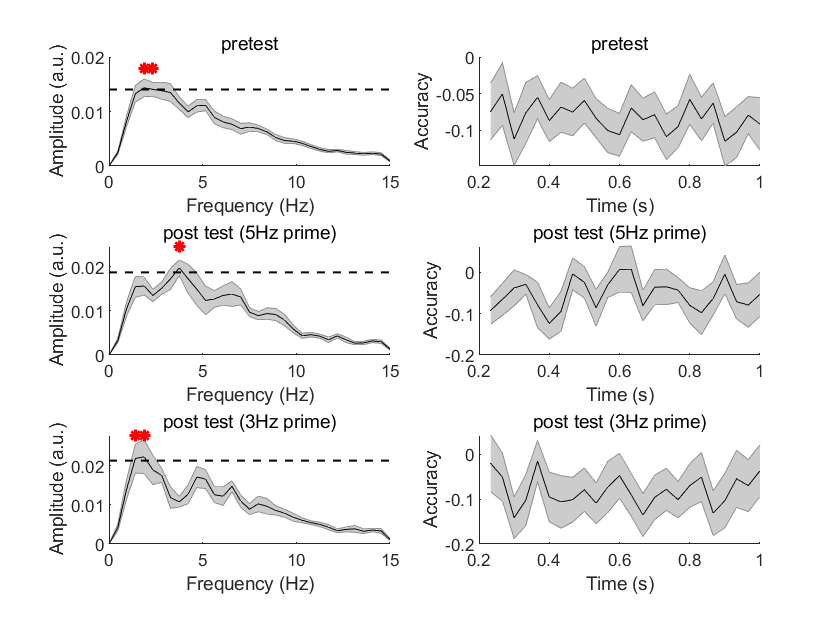 pretest
Amplitude (a.u.)
0.02
0.01
0
0 5 10 15
Frequency (Hz)
pretest
Accuracy
0
-0.05
-0.1
0.2 0.4 0.6 0.8 1
Time (s)
post test (5Hz prime)
Amplitude (a.u.)
0.02
0.01
0
0 5 10 15
Frequency (Hz)
post test (5Hz prime)
Accuracy
0
-0.1
-0.2
0.2 0.4 0.6 0.8 1
Time (s)
post test (3Hz prime)
Amplitude (a.u.)
0.02
0.01
0
0 5 10 15
Frequency (Hz)
post test (3Hz prime)
Accuracy
0
-0.1
-0.2
0.2 0.4 0.6 0.8 1
Time (s)